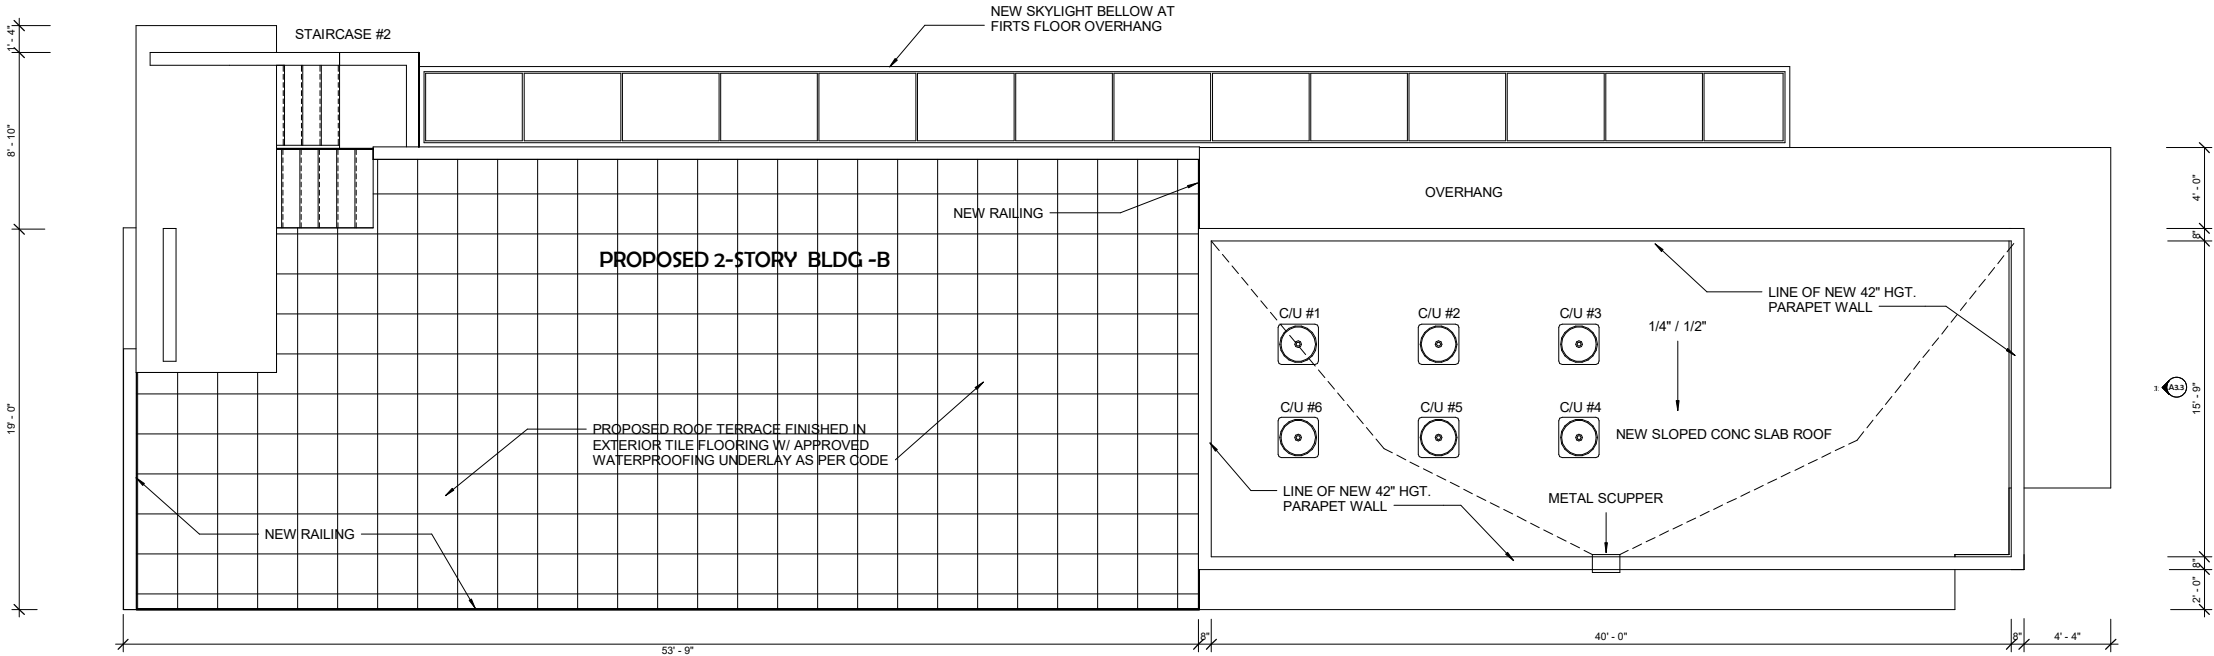 NEW SKYLIGHT BELLOW AT
FIRTS FLOOR OVERHANG
STAIRCASE #2
1' - 4"
8' - 10"
19' - 0"
OVERHANG
NEW RAILING
PROPOSED 2-STORY BLDG -B
LINE OF NEW 42" HGT.
PARAPET WALL
C/U #1
C/U #2
C/U #3
1/4" / 1/2"
C/U #6
C/U #5
C/U #4
NEW SLOPED CONC SLAB ROOF
PROPOSED ROOF TERRACE FINISHED IN
EXTERIOR TILE FLOORING W/ APPROVED
WATERPROOFING UNDERLAY AS PER CODE
LINE OF NEW 42" HGT.
PARAPET WALL
METAL SCUPPER
NEW RAILING
4' - 0"
8"
15' - 9"
A3.3
8"
2' - 0"
53' - 9"
8"
40' - 0"
8"
4' - 4"